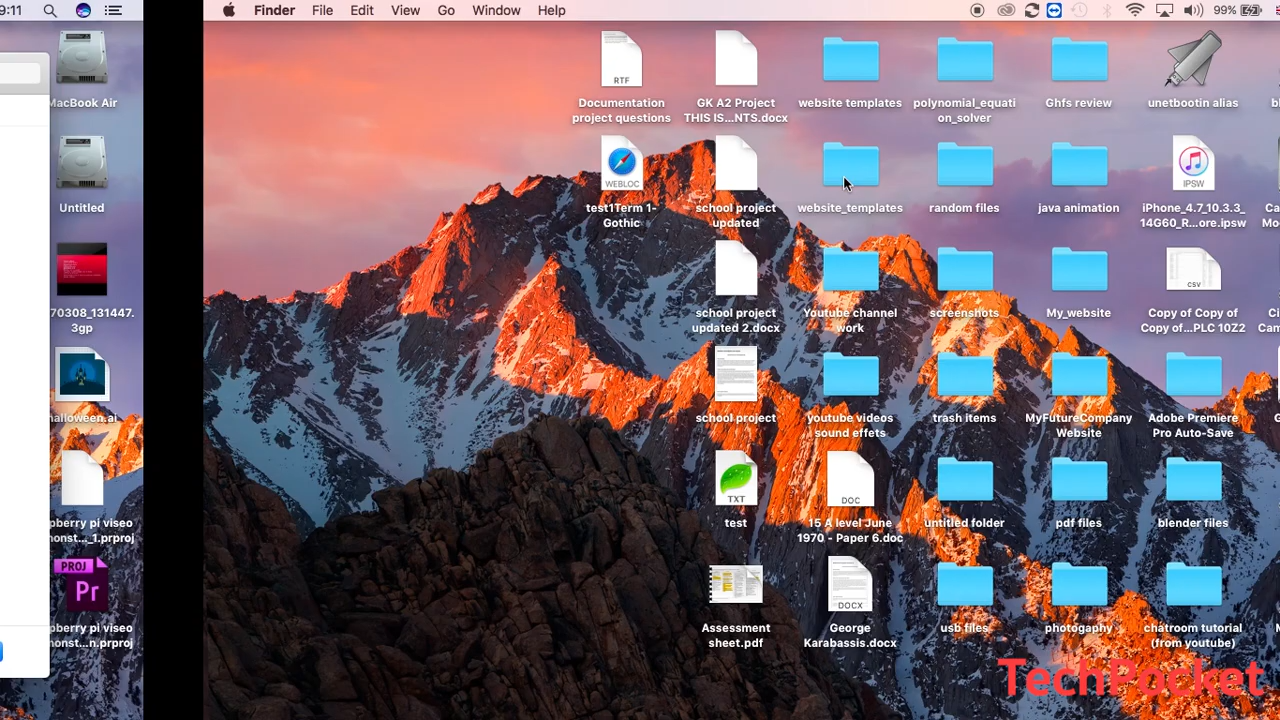 9:11
Finder File Edit View Go Window Help
99%
MacBook Air
Untitled
70308_131447.
3gp
halloween.ai
pberry pi viseo
monst..._1.prproj
PROJ
Pr
pberry pi viseo
monst...n.prproj
RTF
Documentation
project questions
GK A2 Project
THIS IS...NTS.docx
website templates
polynomial_equati
on_solver
Ghfs review
unetbootin alias
WEBLOC
test1Term 1-
Gothic
school project
updated
website_templates
random files
java animation
IPSW
iPhone_4.7_10.3.3_
14G60_R...ore.ipsw
school project
updated 2.docx
Youtube channel
work
screenshots
My_website
csv
Copy of Copy of
Copy of...PLC 10Z2
school project
youtube videos
sound effets
trash items
MyFutureCompany
Website
Adobe Premiere
Pro Auto-Save
TXT
test
DOC
15 A level June
1970 - Paper 6.doc
untitled folder
pdf files
blender files
Assessment
sheet.pdf
DOCX
George
Karabassis.docx
usb files
photogaphy
chatroom tutorial
(from youtube)
TechPocket